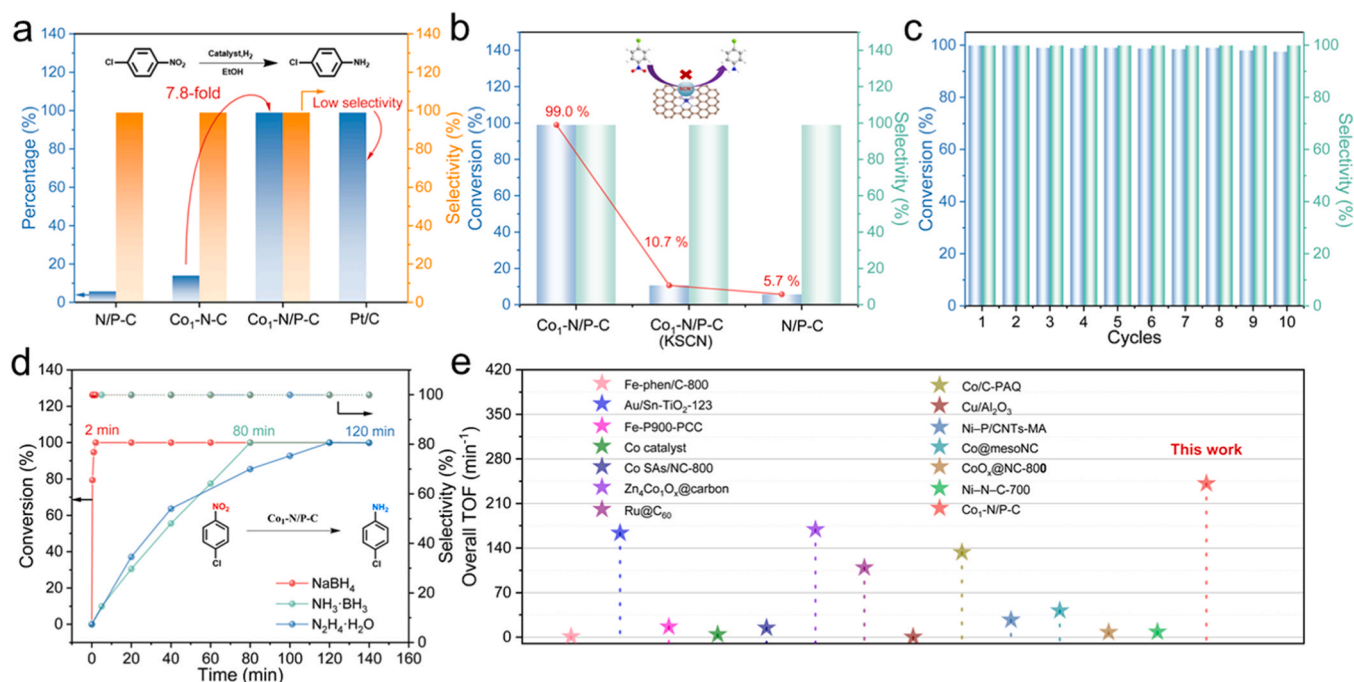 a
Percentage (%)
140
120
100
80
60
40
20
0
Cl
NO₂
Catalyst,H₂
EtOH
Cl
NH₂
7.8-fold
Low selectivity
N/P-C
Co₁-N-C
Co₁-N/P-C
Pt/C
140
120
100
80
60
40
20
0
Selectivity (%)
b
Conversion (%)
100
80
60
40
20
0
99.0 %
10.7 %
5.7 %
Co₁-N/P-C
Co₁-N/P-C
(KSCN)
N/P-C
200
180
160
140
120
100
80
60
40
20
0
Selectivity (%)
c
Conversion (%)
100
80
60
40
20
0
1
2
3
4
5
6
7
8
9
10
Cycles
100
80
60
40
20
0
Selectivity (%)
d
Conversion (%)
140
120
100
80
60
40
20
0
2 min
80 min
120 min
NO₂
Cl
Co₁-N/P-C
NH₂
Cl
NaBH₄
NH₃·BH₃
N₂H₄·H₂O
0
20
40
60
80
100
120
140
160
Time (min)
100
80
60
40
20
0
Selectivity (%)
e
Overall TOF (min⁻¹)
420
350
280
210
140
70
0
Fe-phen/C-800
Au/Sn-TiO₂-123
Fe-P900-PCC
Co catalyst
Co SAs/NC-800
Zn₄Co₁Oₓ@carbon
Ru@C₆₀
Co/C-PAQ
Cu/Al₂O₃
Ni–P/CNTs-MA
Co@mesoNC
CoOₓ@NC-800
Ni–N–C-700
Co₁-N/P-C
This work